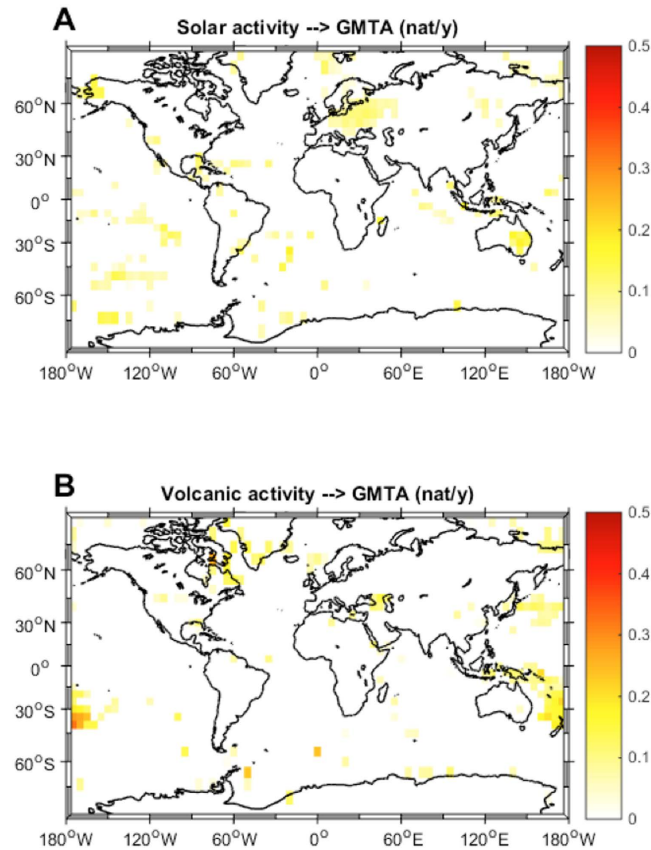 A
Solar activity --> GMTA (nat/y)
60°N
30°N
0°
30°S
60°S
180°W 120°W 60°W 0° 60°E 120°E 180°W
0.5
0.4
0.3
0.2
0.1
0
B
Volcanic activity --> GMTA (nat/y)
60°N
30°N
0°
30°S
60°S
180°W 120°W 60°W 0° 60°E 120°E 180°W
0.5
0.4
0.3
0.2
0.1
0